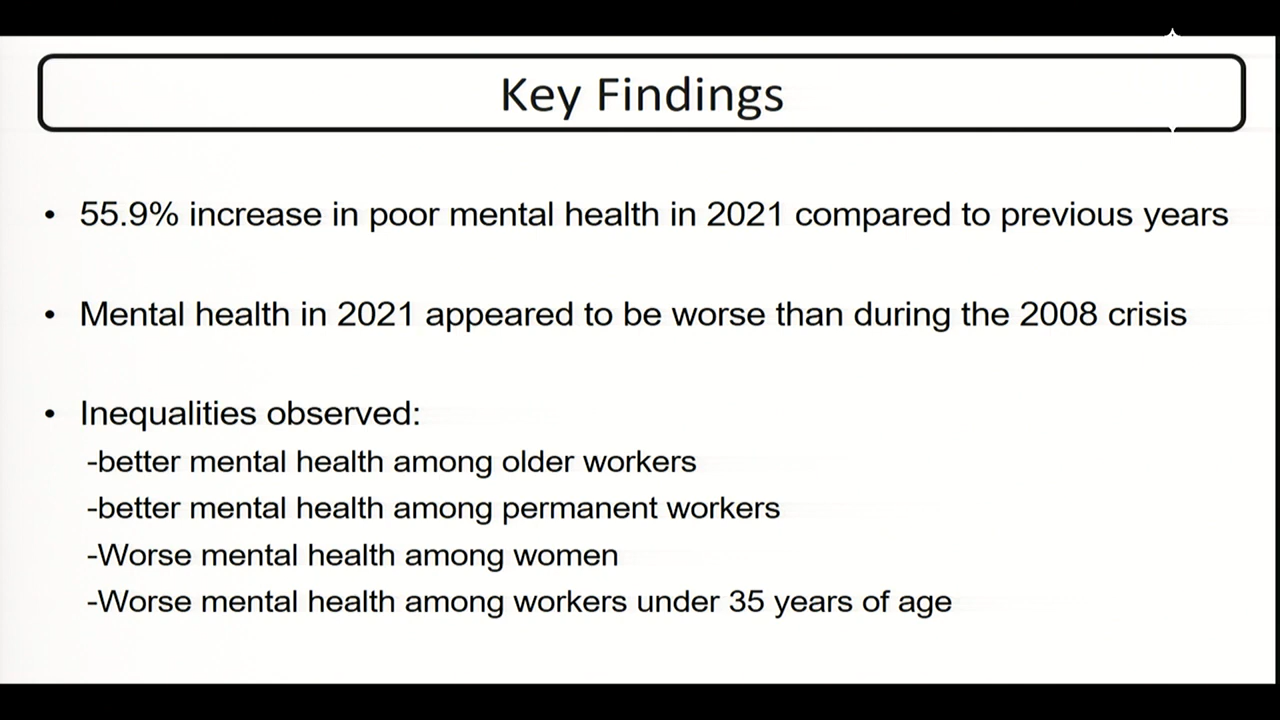 Key Findings
• 55.9% increase in poor mental health in 2021 compared to previous years
• Mental health in 2021 appeared to be worse than during the 2008 crisis
• Inequalities observed:
-better mental health among older workers
-better mental health among permanent workers
-Worse mental health among women
-Worse mental health among workers under 35 years of age